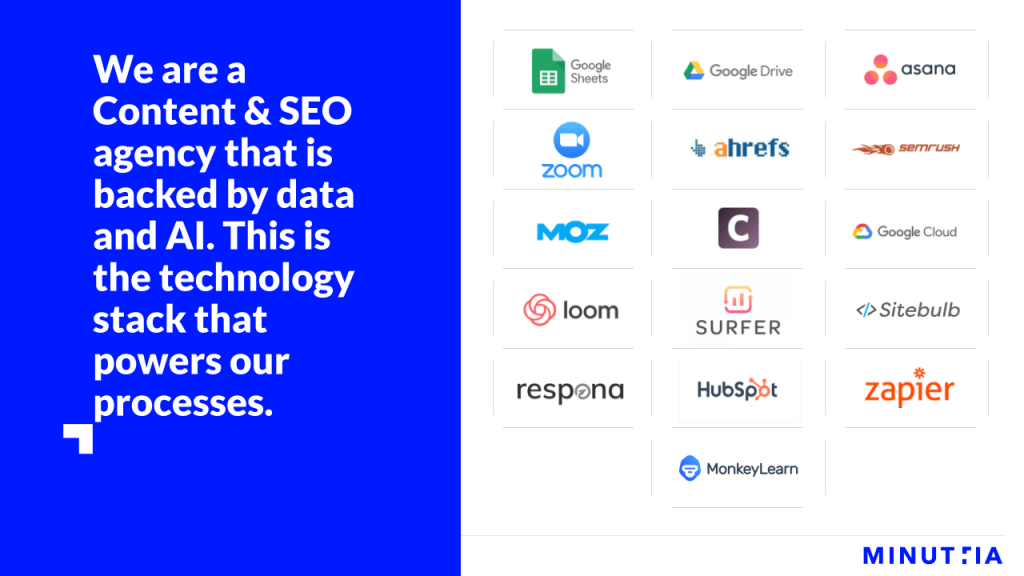 We are a
Content & SEO
agency that is
backed by data
and AI. This is
the technology
stack that
powers our
processes.
Google
Sheets
Google Drive
asana
zoom
ahrefs
semrush
MOZ
C
Google Cloud
loom
SURFER
</>Sitebulb
respona
HubSpot
zapier
MonkeyLearn
MINUTTIA